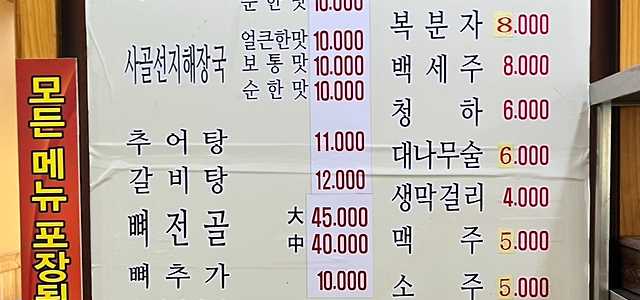 순한맛 10.000
사골선지해장국
얼큰한맛 10.000
보통맛 10.000
순한맛 10.000
추어탕 11.000
갈비탕 12.000
뼈전골 大 45.000
中 40.000
뼈추가 10.000
복분자 8.000
백세주 8.000
청하 6.000
대나무술 6.000
생막걸리 4.000
맥주 5.000
소주 5.000
모든 메뉴 포장